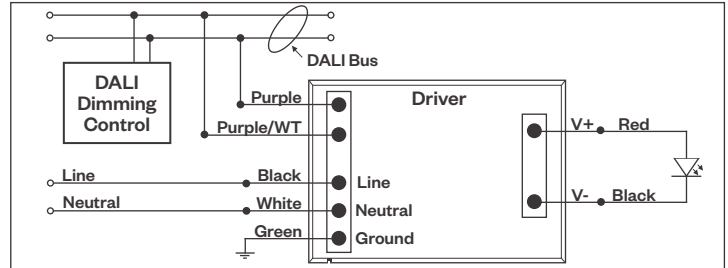 DALI Bus
DALI
Dimming
Control
Purple
Driver
Purple/WT
V+ Red
Line Black Line
Neutral White Neutral
V- Black
Green Ground